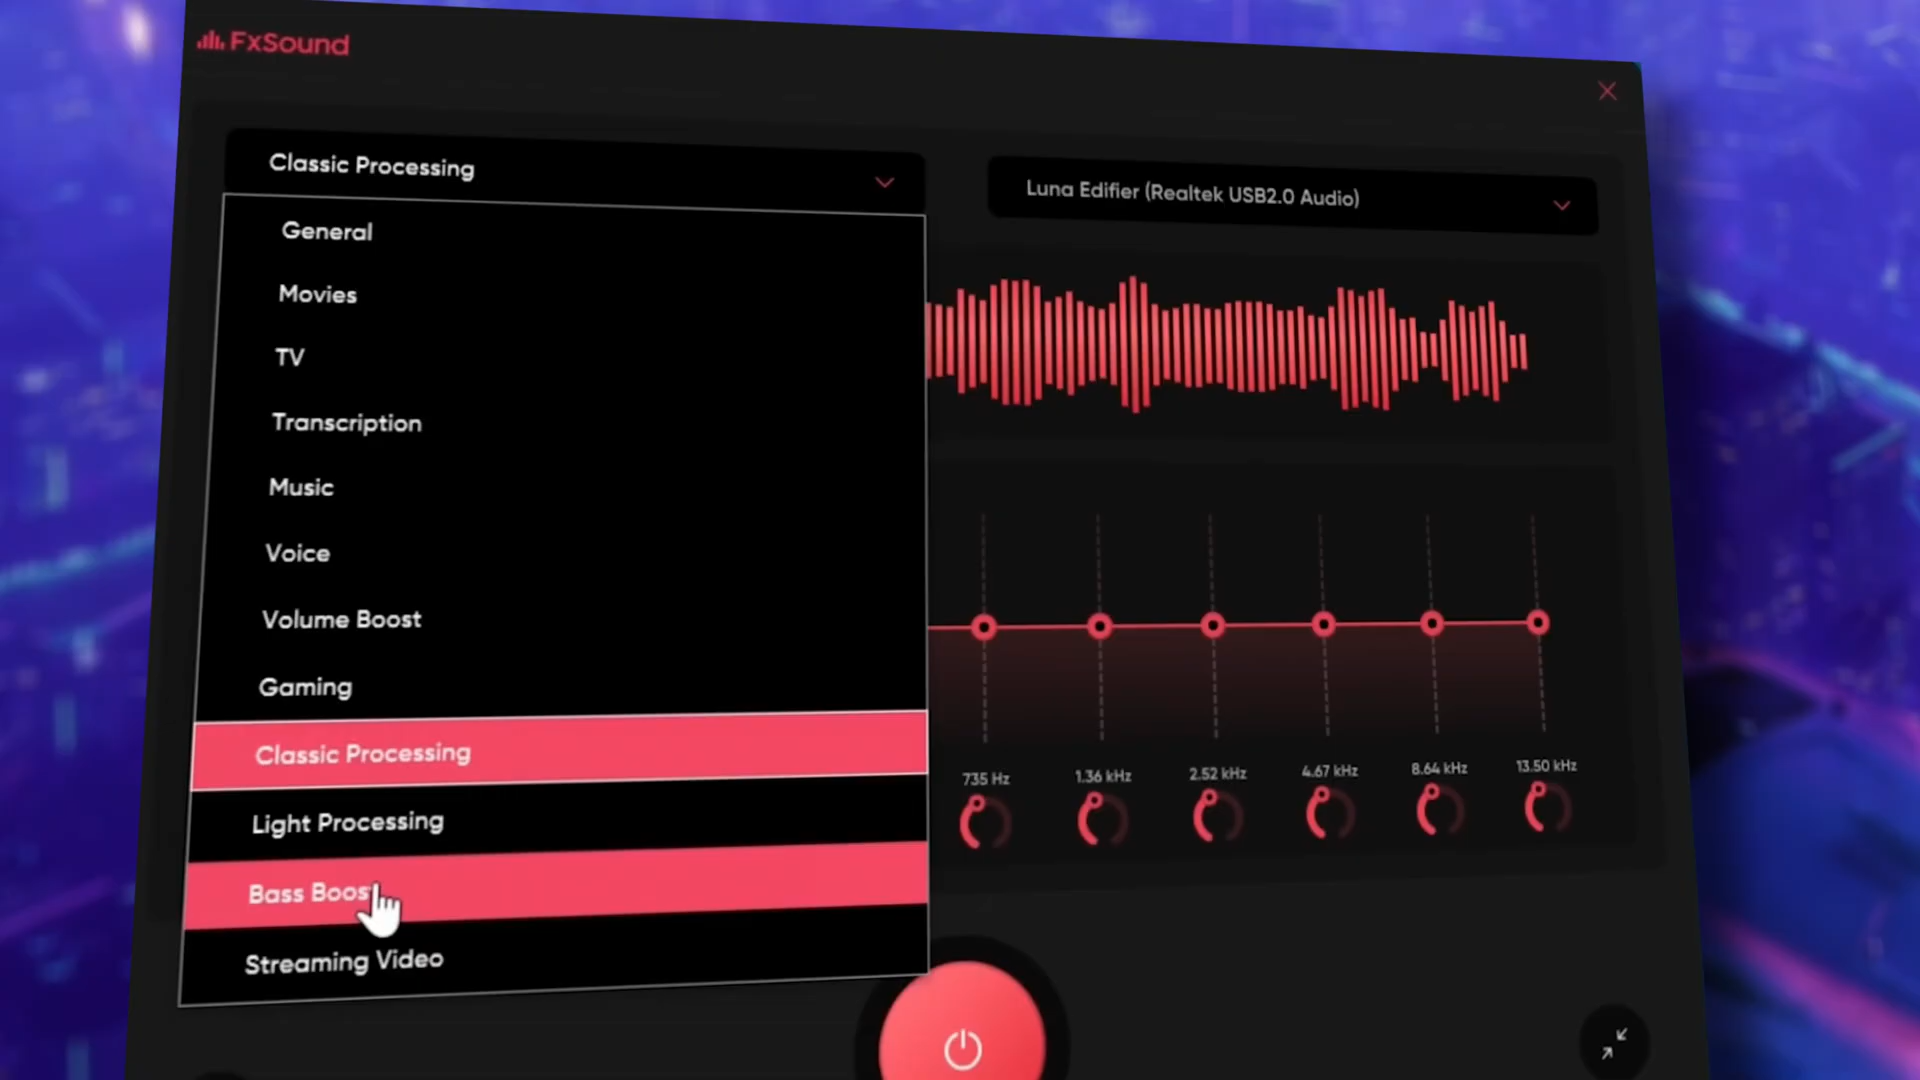 FxSound
Classic Processing
Luna Edifier (Realtek USB2.0 Audio)
General
Movies
TV
Transcription
Music
Voice
Volume Boost
Gaming
Classic Processing
Light Processing
Bass Boost
Streaming Video
735 Hz
1.36 kHz
2.52 kHz
4.67 kHz
8.64 kHz
13.50 kHz